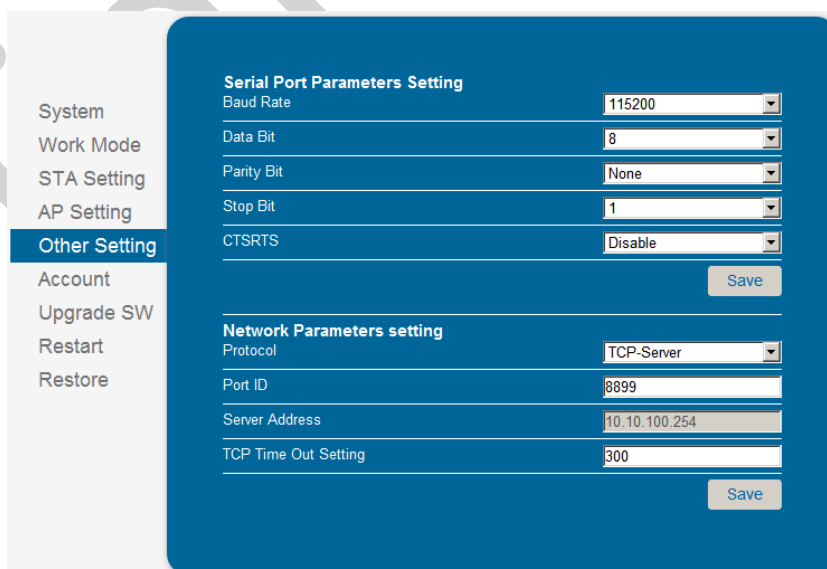 System
Work Mode
STA Setting
AP Setting
Other Setting
Account
Upgrade SW
Restart
Restore
Serial Port Parameters Setting
Baud Rate 115200
Data Bit 8
Parity Bit None
Stop Bit 1
CTSRTS Disable
Save
Network Parameters setting
Protocol TCP-Server
Port ID 8899
Server Address 10.10.100.254
TCP Time Out Setting 300
Save